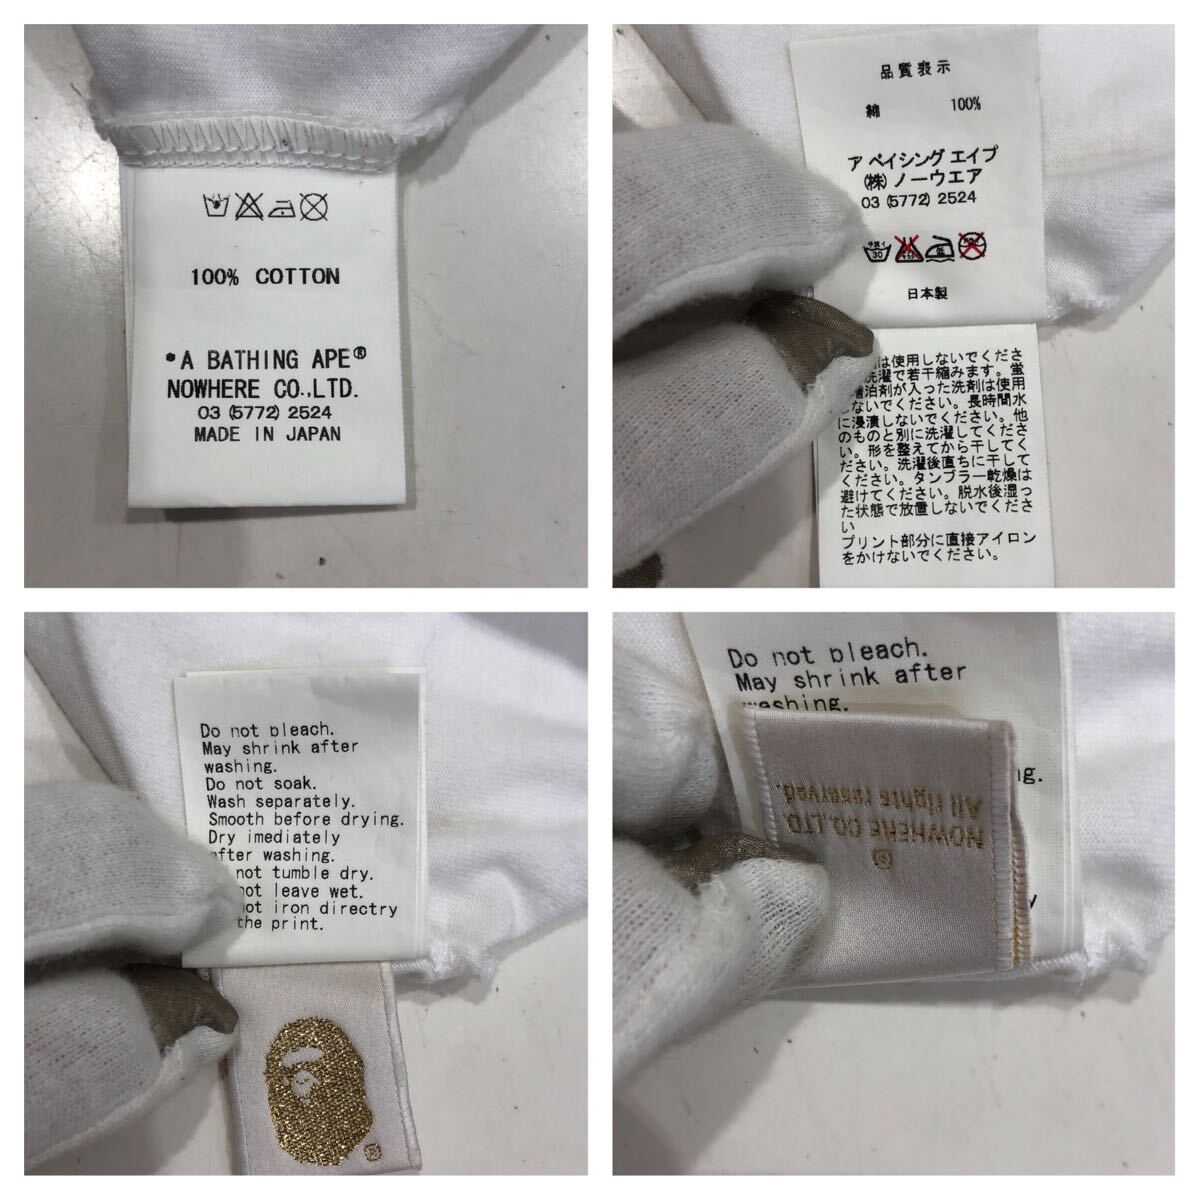 100% COTTON
*A BATHING APE®
NOWHERE CO.,LTD.
03 (5772) 2524
MADE IN JAPAN
品質表示
綿 100%
ア ベイシング エイプ
(株) ノーウエア
03 (5772) 2524
手洗イ
30
低
日本製
は使用しないでくださ
洗濯で若干縮みます。蛍
増泊剤が入った洗剤は使用
しないでください。長時間水
に浸漬しないでください。他
のものと別に洗濯してくださ
い。形を整えてから干してく
ださい。洗濯後直ちに干して
ください。タンブラー乾燥は
避けてください。脱水後湿っ
た状態で放置しないでくださ
い
プリント部分に直接アイロン
をかけないでください。
Do not bleach.
May shrink after
washing.
Do not soak.
Wash separately.
Smooth before drying.
Dry imediately
after washing.
not tumble dry.
not leave wet.
not iron directry
the print.
®
Do not bleach.
May shrink after
washing.
ng.
y
®
NOWHERE CO.,LTD.
All rights reserved.